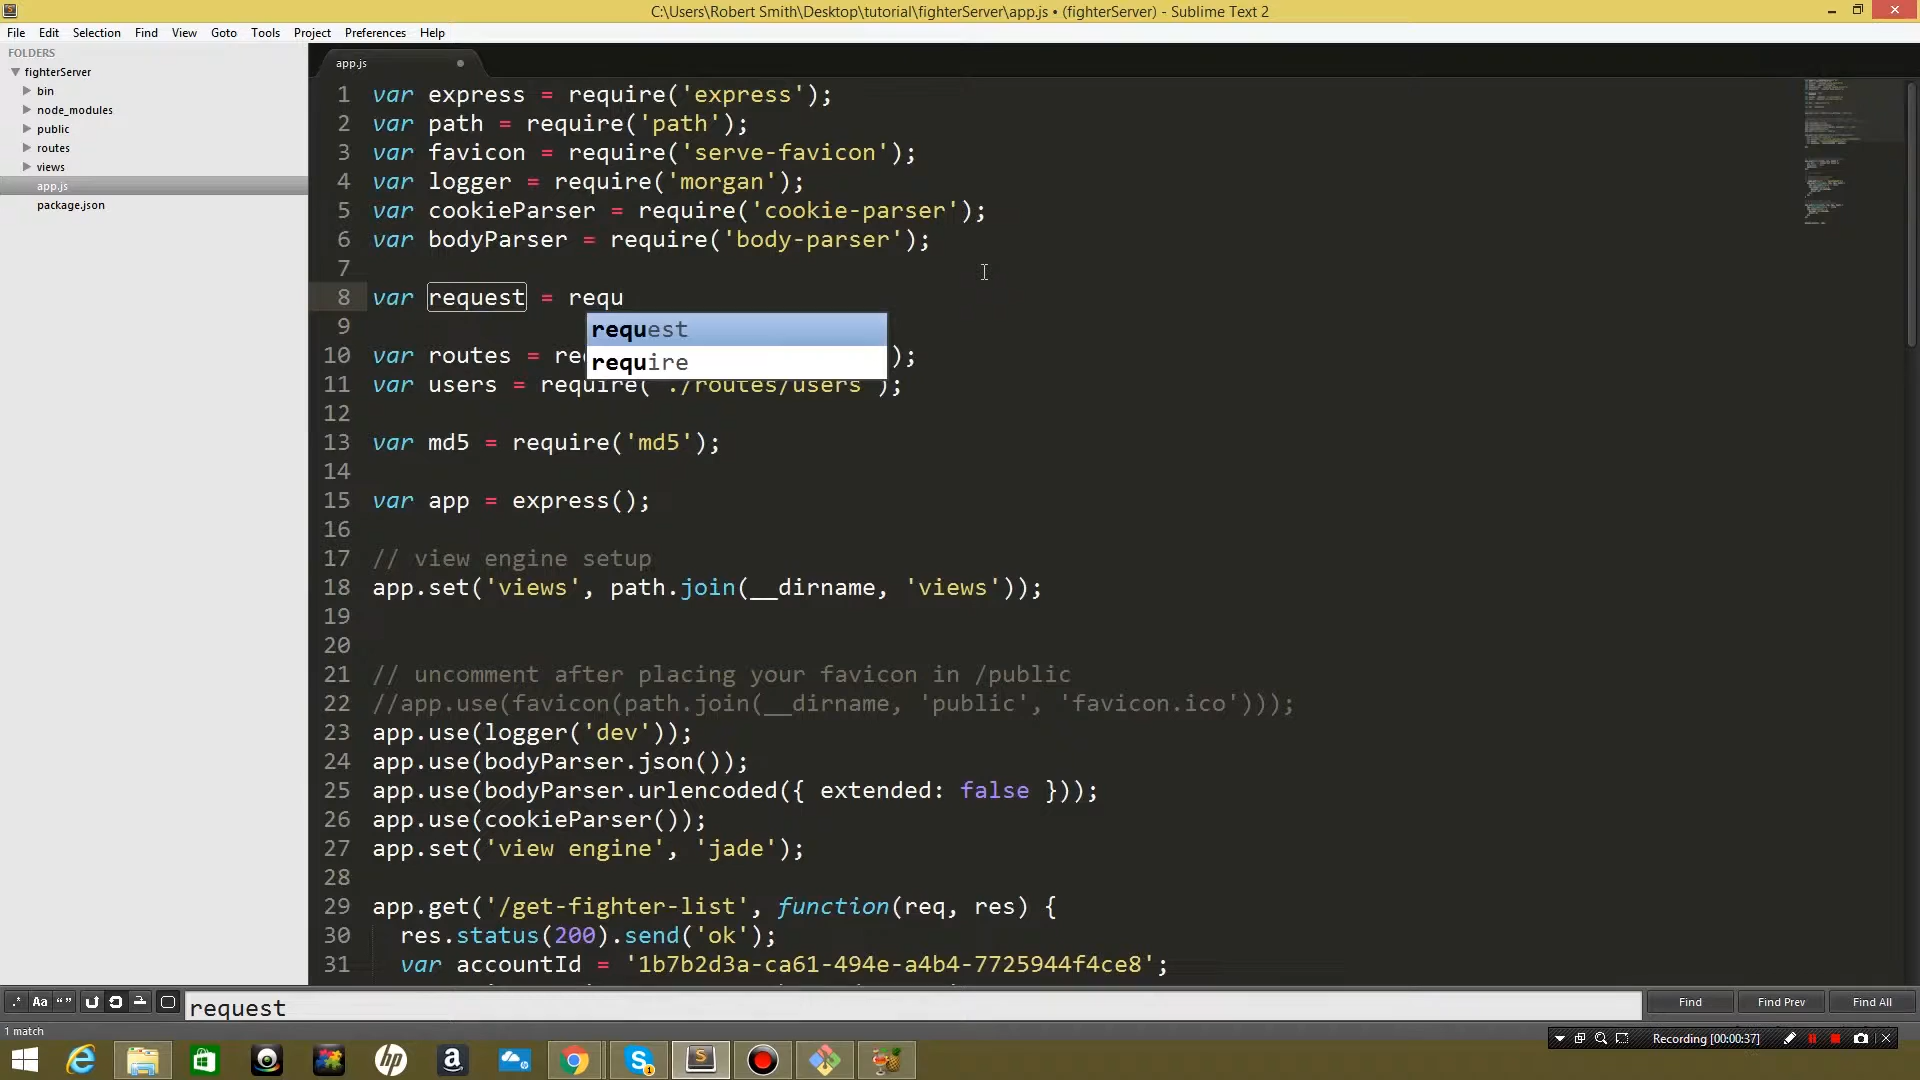 C:\Users\Robert Smith\Desktop\tutorial\fighterServer\app.js • (fighterServer) - Sublime Text 2
File Edit Selection Find View Goto Tools Project Preferences Help
FOLDERS
fighterServer
bin
node_modules
public
routes
views
app.js
package.json
app.js
1 var express = require('express');
2 var path = require('path');
3 var favicon = require('serve-favicon');
4 var logger = require('morgan');
5 var cookieParser = require('cookie-parser');
6 var bodyParser = require('body-parser');
7
8 var request = requ
request
require
9
10 var routes = re );
11 var users = require('./routes/users');
12
13 var md5 = require('md5');
14
15 var app = express();
16
17 // view engine setup
18 app.set('views', path.join(__dirname, 'views'));
19
20
21 // uncomment after placing your favicon in /public
22 //app.use(favicon(path.join(__dirname, 'public', 'favicon.ico')));
23 app.use(logger('dev'));
24 app.use(bodyParser.json());
25 app.use(bodyParser.urlencoded({ extended: false }));
26 app.use(cookieParser());
27 app.set('view engine', 'jade');
28
29 app.get('/get-fighter-list', function(req, res) {
30 res.status(200).send('ok');
31 var accountId = '1b7b2d3a-ca61-494e-a4b4-7725944f4ce8';
.* Aa “” request Find Find Prev Find All
1 match
Recording [00:00:37]